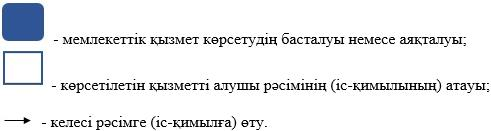 - мемлекеттік қызмет көрсетудің басталуы немесе аяқталуы;
- көрсетілетін қызметті алушы рәсімінің (іс-қимылының) атауы;
- келесі рәсімге (іс-қимылға) өту.